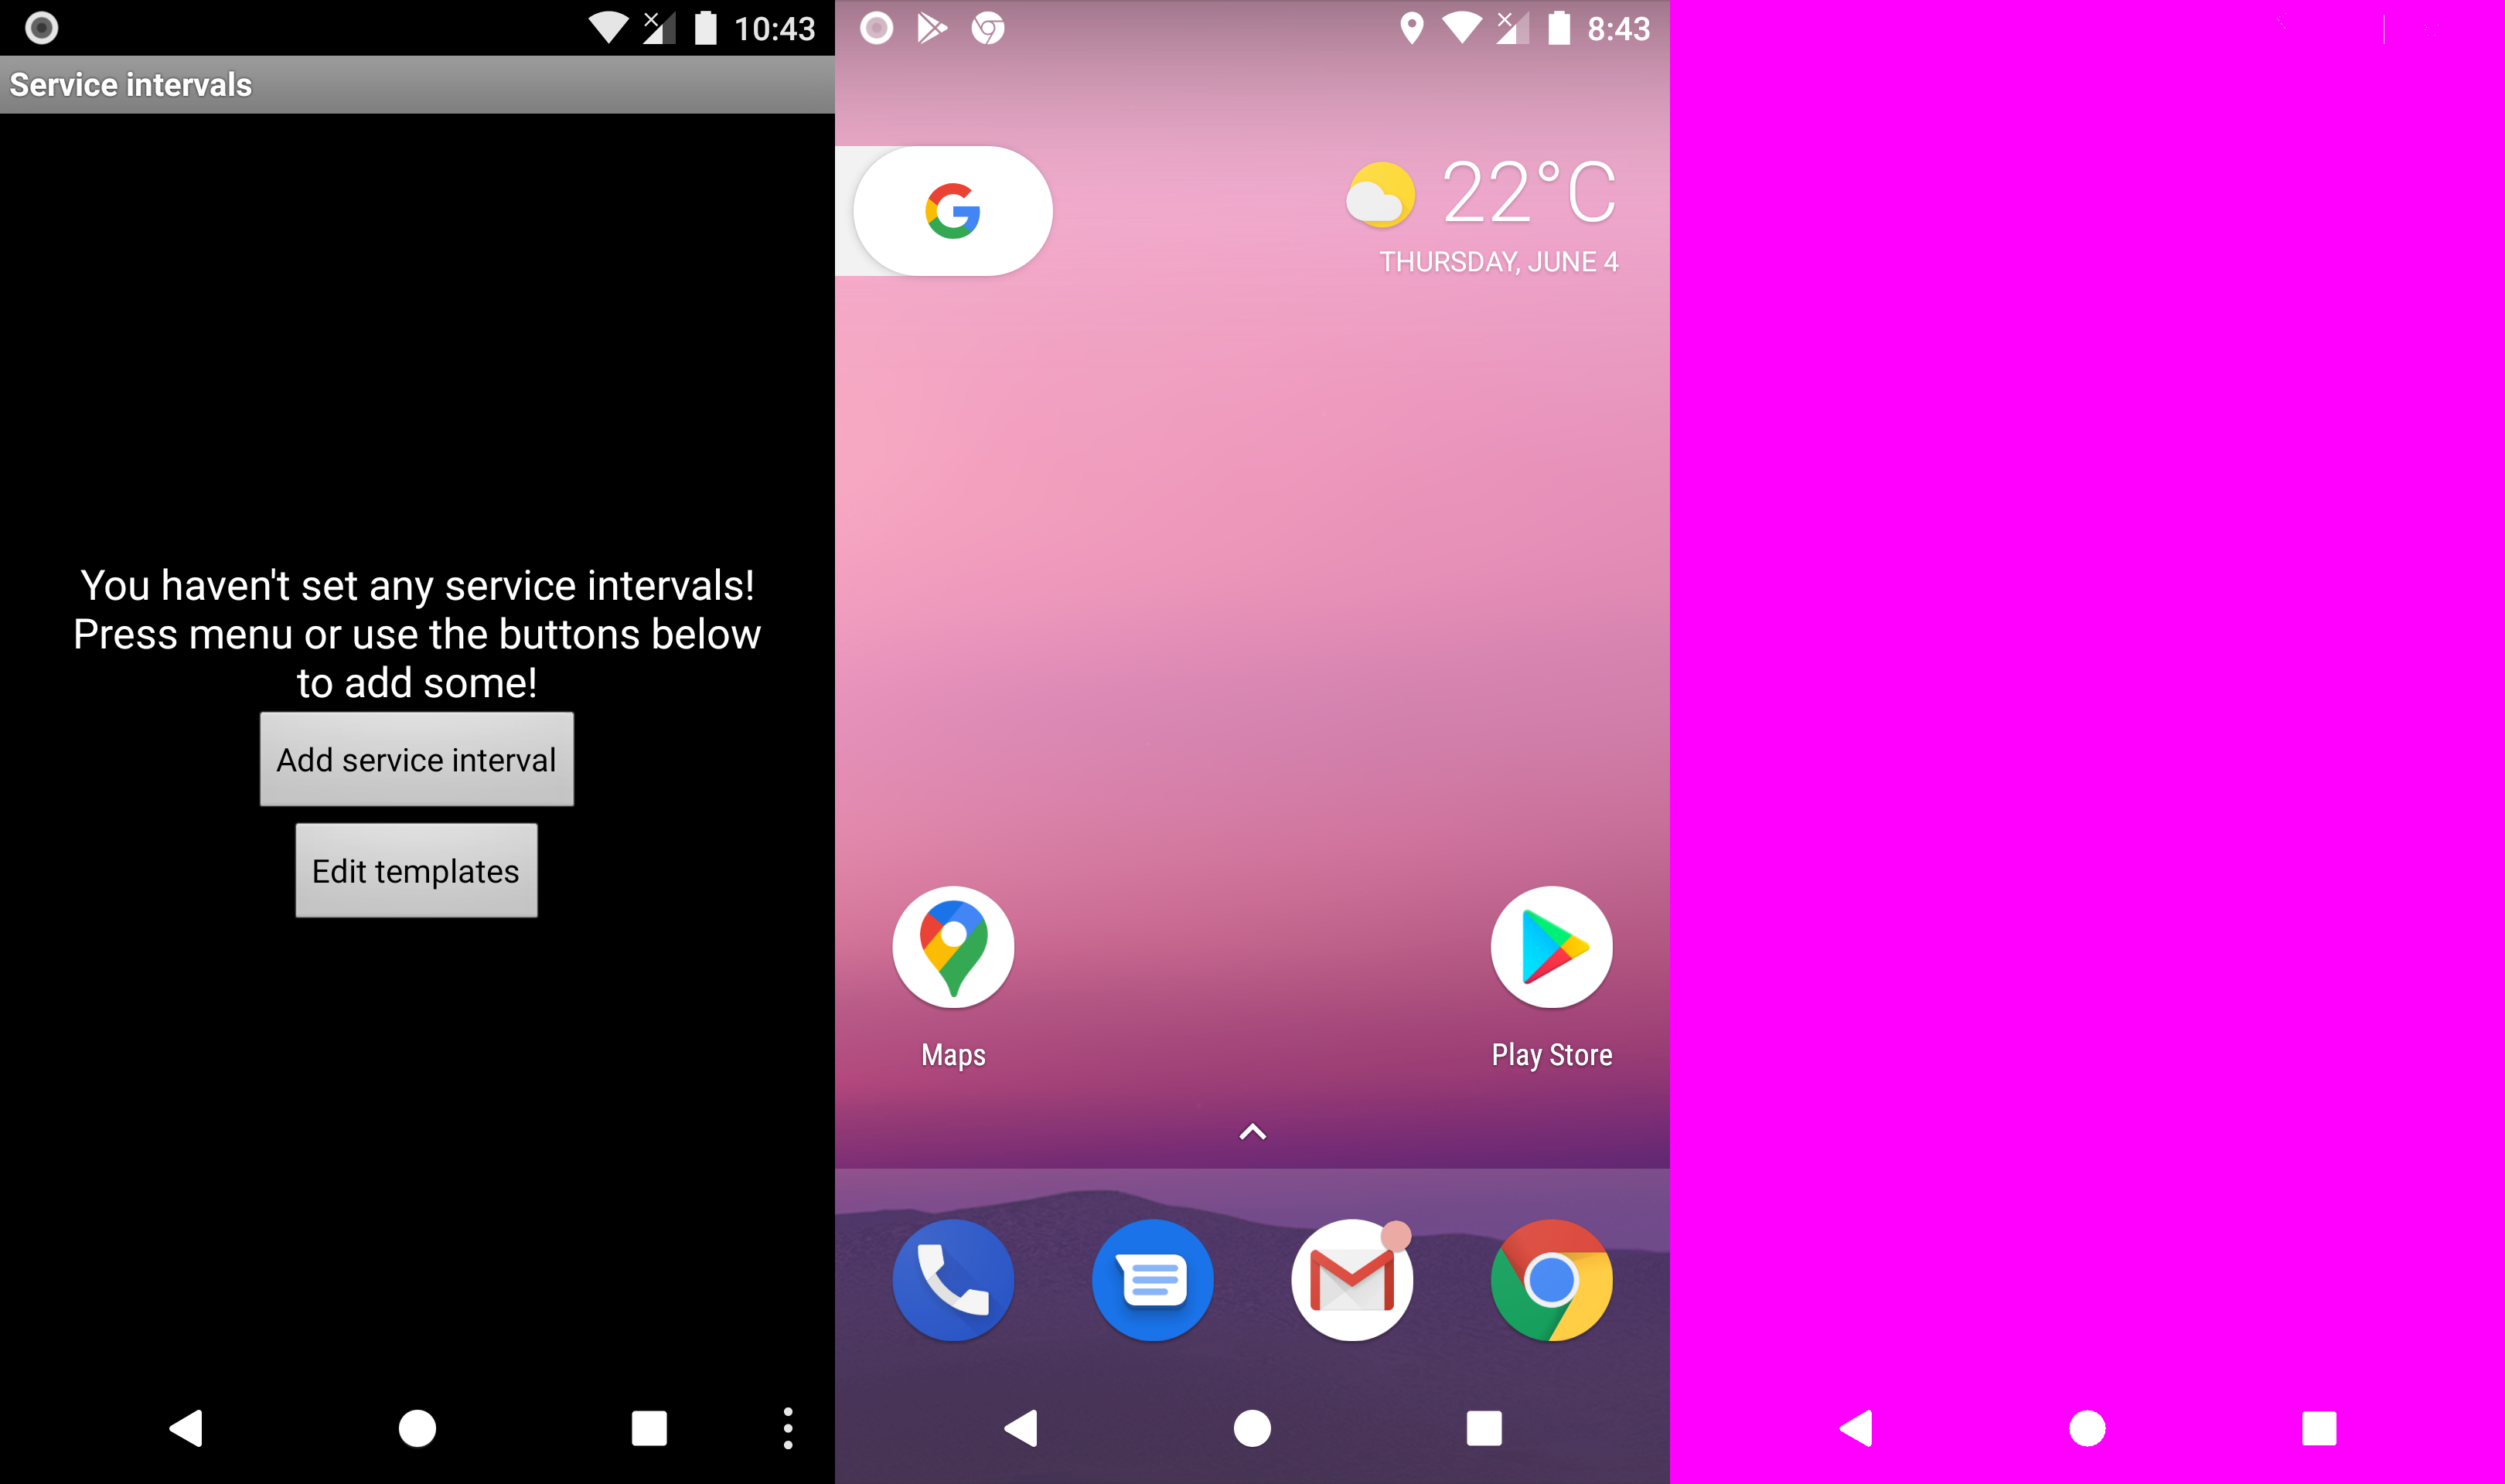 10:43
Service intervals
You haven't set any service intervals!
Press menu or use the buttons below
to add some!
Add service interval
Edit templates
8:43
22°C
THURSDAY, JUNE 4
Maps
Play Store